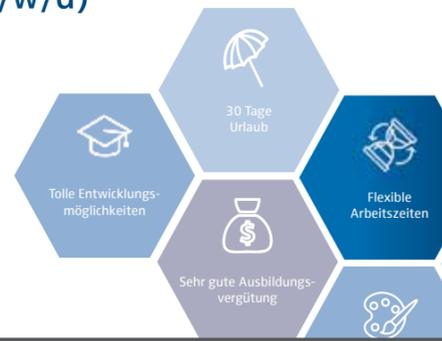 /w/d)
30 Tage
Urlaub
Tolle Entwicklungs-
möglichkeiten
Flexible
Arbeitszeiten
$
Sehr gute Ausbildungs-
vergütung